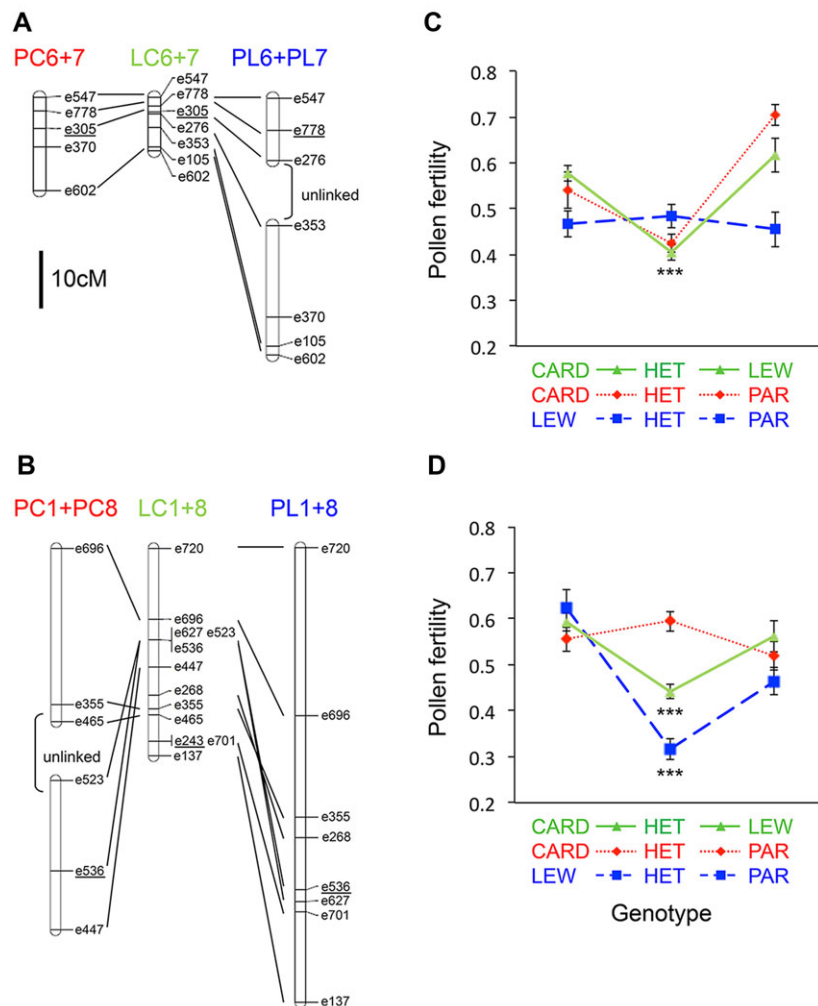 A
PC6+7 LC6+7 PL6+PL7
e547
e778
e305
e370
e602
e547
e778
e305
e276
e353
e105
e602
e547
e778
e276
unlinked
e353
e370
e105
e602
10cM
B
PC1+PC8 LC1+8 PL1+8
e696
e355
e465
unlinked
e523
e536
e447
e720
e696
e627 e523
e536
e447
e268
e355
e465
e243 e701
e137
e720
e696
e355
e268
e536
e627
e701
e137
C
Pollen fertility
0.8
0.7
0.6
0.5
0.4
0.3
0.2
***
CARD HET LEW
CARD HET PAR
LEW HET PAR
D
Pollen fertility
0.8
0.7
0.6
0.5
0.4
0.3
0.2
***
***
CARD HET LEW
CARD HET PAR
LEW HET PAR
Genotype